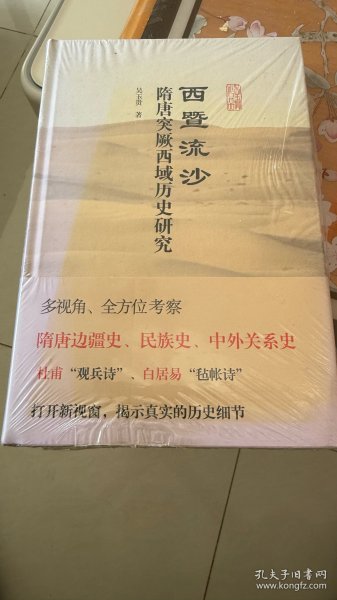 西暨流沙
隋唐突厥西域历史研究
吴玉贵 著
多视角、全方位考察
隋唐边疆史、民族史、中外关系史
杜甫“观兵诗”、白居易“毡帐诗”
打开新视窗，揭示真实的历史细节
孔夫子旧书网